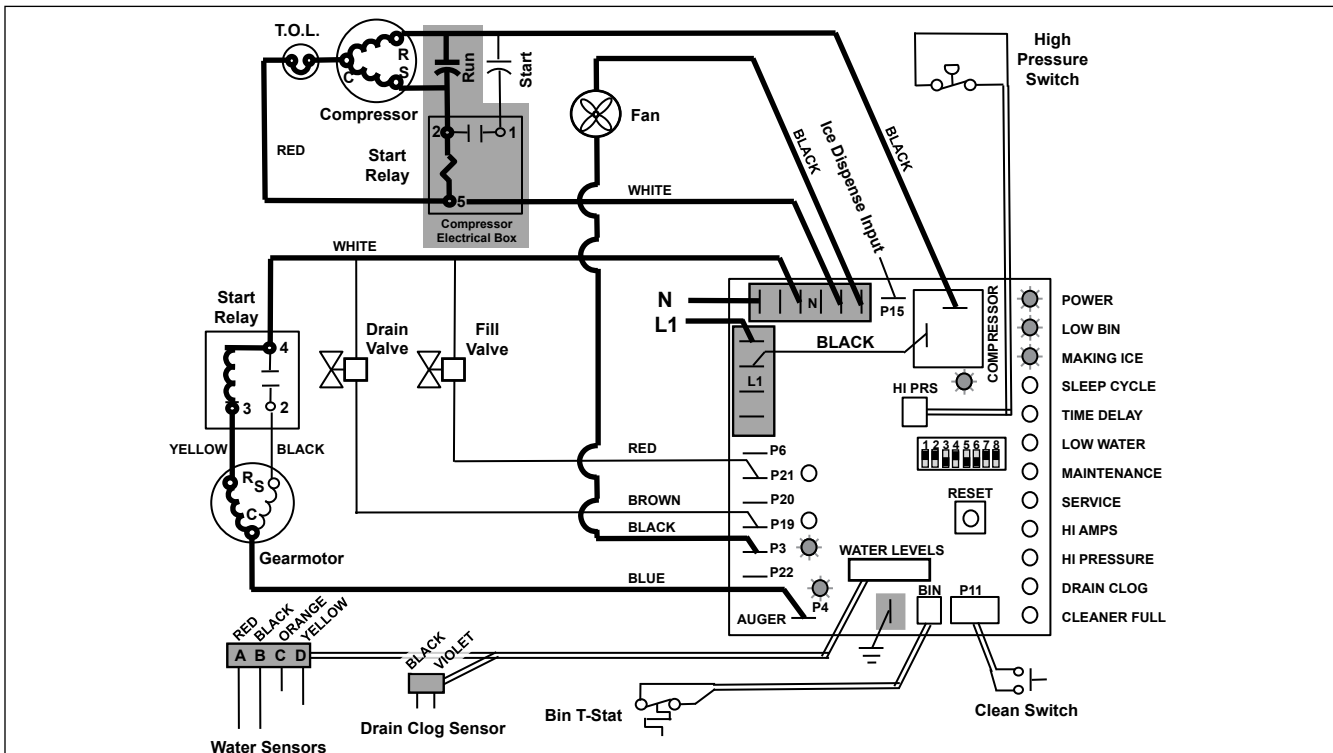 T.O.L.
C
R
S
Compressor
Run
Start
2
1
RED
Start
Relay
5
Compressor
Electrical Box
Fan
BLACK
BLACK
Ice Dispense Input
High
Pressure
Switch
WHITE
WHITE
Start
Relay
4
3
2
YELLOW
BLACK
R
S
C
Gearmotor
Drain
Valve
Fill
Valve
N
L1
N
L1
BLACK
P15
COMPRESSOR
HI PRS
1 2 3 4 5 6 7 8
RESET
POWER
LOW BIN
MAKING ICE
SLEEP CYCLE
TIME DELAY
LOW WATER
MAINTENANCE
SERVICE
HI AMPS
HI PRESSURE
DRAIN CLOG
CLEANER FULL
RED
BROWN
BLACK
BLUE
P6
P21
P20
P19
P3
P22
P4
AUGER
WATER LEVELS
BIN
P11
RED
BLACK
ORANGE
YELLOW
A B C D
Water Sensors
BLACK
VIOLET
Drain Clog Sensor
Bin T-Stat
Clean Switch